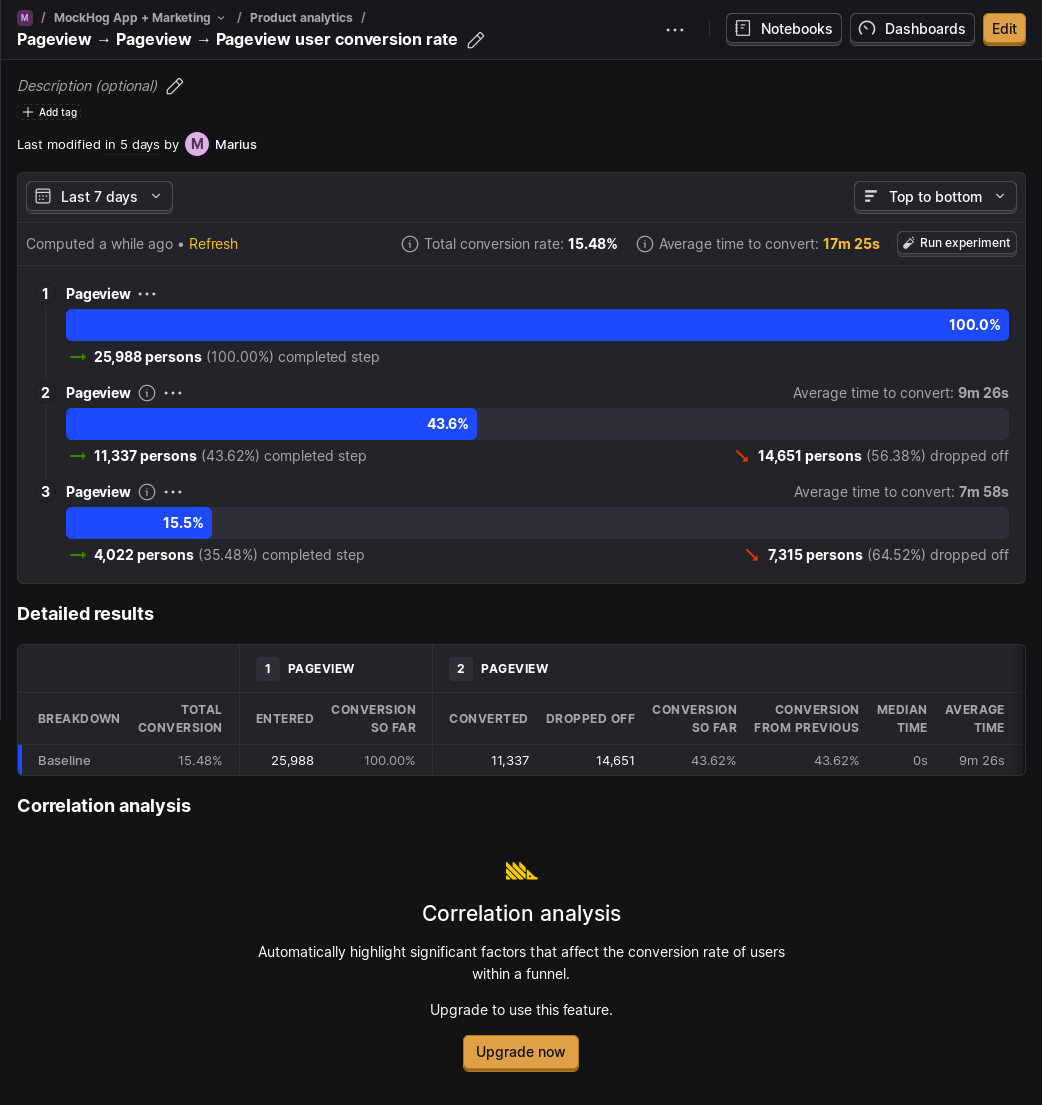 M / MockHog App + Marketing / Product analytics /
Pageview → Pageview → Pageview user conversion rate
Notebooks Dashboards Edit
Description (optional)
Add tag
Last modified in 5 days by M Marius
Last 7 days Top to bottom
Computed a while ago • Refresh Total conversion rate: 15.48% Average time to convert: 17m 25s Run experiment
1 Pageview
100.0%
25,988 persons (100.00%) completed step
2 Pageview Average time to convert: 9m 26s
43.6%
11,337 persons (43.62%) completed step 14,651 persons (56.38%) dropped off
3 Pageview Average time to convert: 7m 58s
15.5%
4,022 persons (35.48%) completed step 7,315 persons (64.52%) dropped off
Detailed results
1 PAGEVIEW 2 PAGEVIEW
BREAKDOWN TOTAL CONVERSION ENTERED CONVERSION SO FAR CONVERTED DROPPED OFF CONVERSION SO FAR CONVERSION FROM PREVIOUS MEDIAN TIME AVERAGE TIME
Baseline 15.48% 25,988 100.00% 11,337 14,651 43.62% 43.62% 0s 9m 26s
Correlation analysis
Correlation analysis
Automatically highlight significant factors that affect the conversion rate of users
within a funnel.
Upgrade to use this feature.
Upgrade now